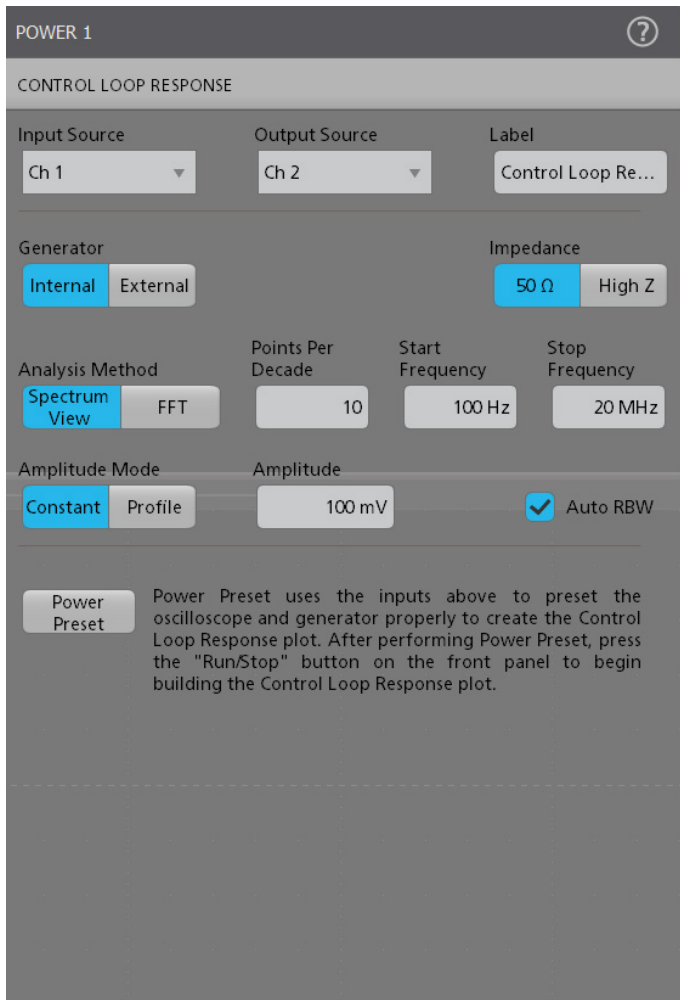 POWER 1
?
CONTROL LOOP RESPONSE
Input Source Output Source Label
Ch 1 Ch 2 Control Loop Re...
Generator Impedance
Internal External 50 Ω High Z
Points Per Start Stop
Analysis Method Decade Frequency Frequency
Spectrum
View FFT 10 100 Hz 20 MHz
Amplitude Mode Amplitude
Constant Profile 100 mV Auto RBW
Power
Preset
Power Preset uses the inputs above to preset the
oscilloscope and generator properly to create the Control
Loop Response plot. After performing Power Preset, press
the "Run/Stop" button on the front panel to begin
building the Control Loop Response plot.